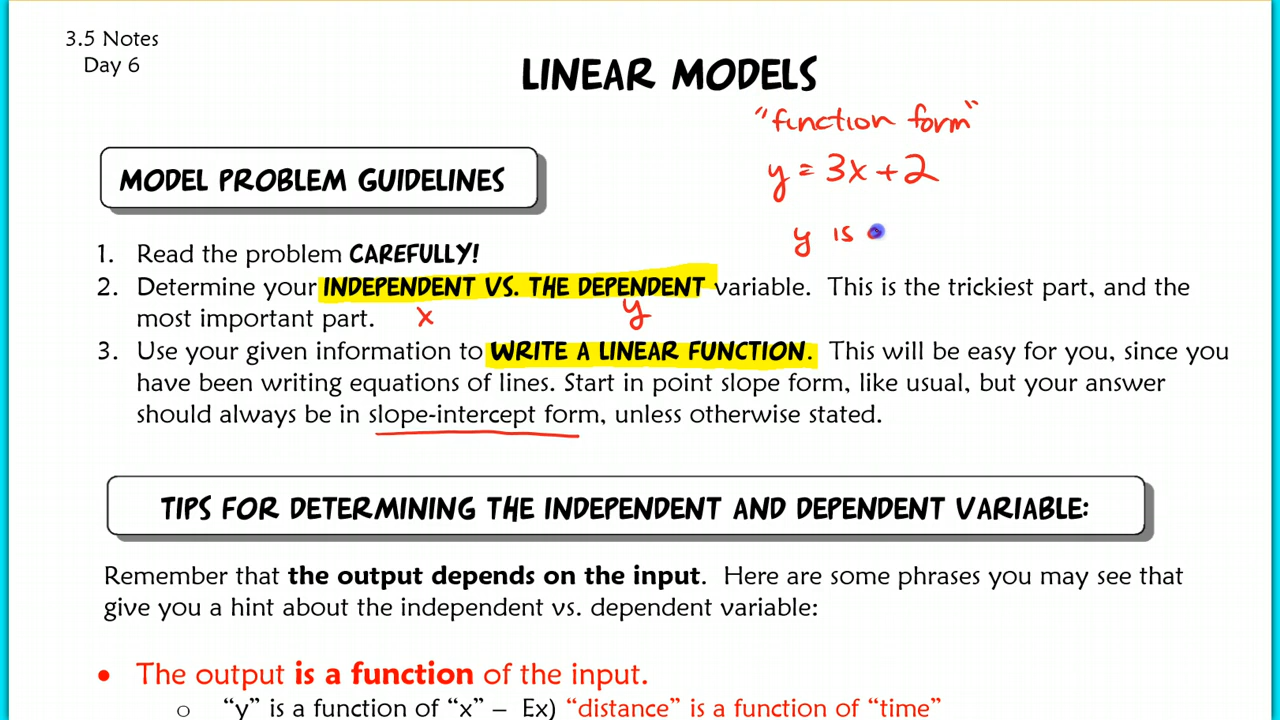 3.5 Notes
Day 6
LINEAR MODELS
"function form"
y = 3x + 2
MODEL PROBLEM GUIDELINES
y is
1. Read the problem CAREFULLY!
2. Determine your INDEPENDENT VS. THE DEPENDENT variable. This is the trickiest part, and the
most important part.
x y
3. Use your given information to WRITE A LINEAR FUNCTION. This will be easy for you, since you
have been writing equations of lines. Start in point slope form, like usual, but your answer
should always be in slope-intercept form, unless otherwise stated.
TIPS FOR DETERMINING THE INDEPENDENT AND DEPENDENT VARIABLE:
Remember that the output depends on the input. Here are some phrases you may see that
give you a hint about the independent vs. dependent variable:
• The output is a function of the input.
o "y" is a function of "x" – Ex) "distance" is a function of "time"